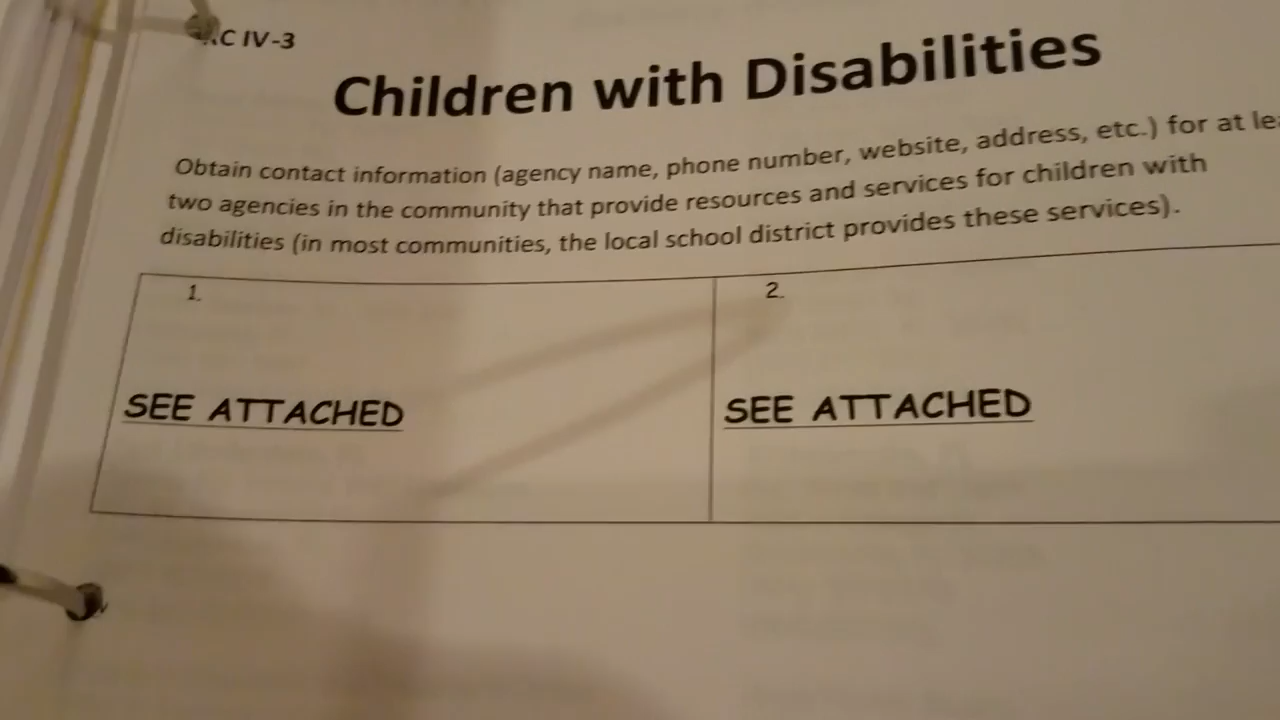 C IV-3
Children with Disabilities
Obtain contact information (agency name, phone number, website, address, etc.) for at
two agencies in the community that provide resources and services for children with
disabilities (in most communities, the local school district provides these services).
1.
2.
SEE ATTACHED
SEE ATTACHED